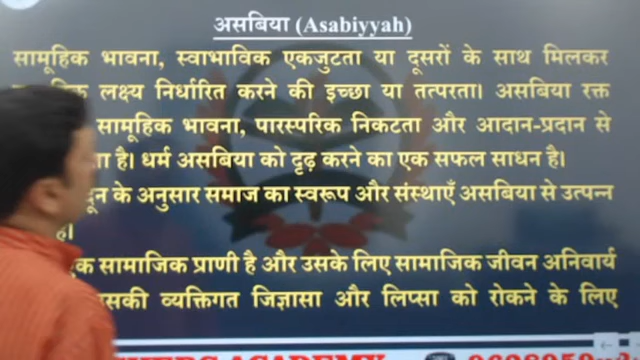 असबिया (Asabiyyah)
सामूहिक भावना, स्वाभाविक एकजुटता या दूसरों के साथ मिलकर
लक्ष्य निर्धारित करने की इच्छा या तत्परता। असबिया रक्त
सामूहिक भावना, पारस्परिक निकटता और आदान-प्रदान से
है। धर्म असबिया को दृढ़ करने का एक सफल साधन है।
के अनुसार समाज का स्वरूप और संस्थाएँ असबिया से उत्पन्न
सामाजिक प्राणी है और उसके लिए सामाजिक जीवन अनिवार्य
व्यक्तिगत जिज्ञासा और लिप्सा को रोकने के लिए
ACADEMY